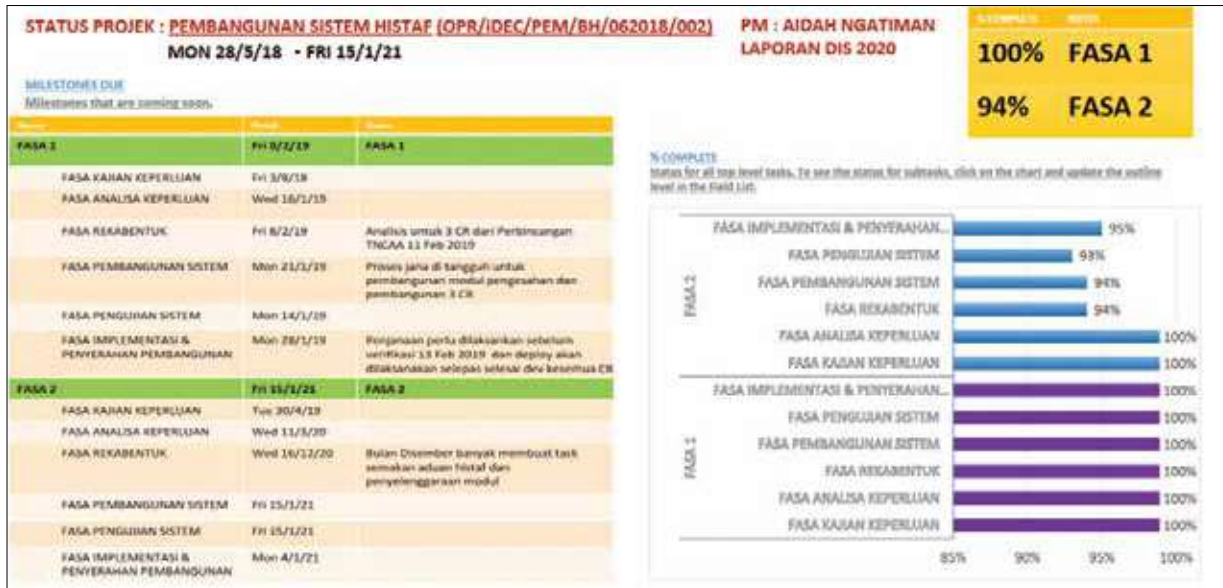 STATUS PROJEK : PEMBANGUNAN SISTEM HISTAF (OPR/iDEC/PEM/BH/062018/002)
MON 28/5/18 - FRI 15/1/21
PM : AIDAH NGATIMAN
LAPORAN DIS 2020
% COMPLETE
100% FASA 1
94% FASA 2
MILESTONES DUE
Milestones that are coming soon.
FASA 1 Fri 8/2/19 FASA 1
FASA KAJIAN KEPERLUAN Fri 3/8/18
FASA ANALISA KEPERLUAN Wed 16/1/19
FASA REKABENTUK Fri 8/2/19 Analisis untuk 3 CR dari Perbincangan
TNCAA 11 Feb 2019
FASA PEMBANGUNAN SISTEM Mon 21/1/19 Proses jana di tangguh untuk
pembangunan modul pengesahan dan
pembangunan 3 CR
FASA PENGUJIAN SISTEM Mon 14/1/19
FASA IMPLEMENTASI & Mon 28/1/19 Penjanaan perlu dilaksankan sebelum
PENYERAHAN PEMBANGUNAN verifikasi 13 Feb 2019 dan deploy akan
dilaksanakan selepas selesai dev kesemua CR
FASA 2 Fri 15/1/21 FASA 2
FASA KAJIAN KEPERLUAN Tue 30/4/19
FASA ANALISA KEPERLUAN Wed 11/3/20
FASA REKABENTUK Wed 16/12/20 Bulan Disember banyak membuat task
semakan aduan histaf dan
penyelenggaraan modul
FASA PEMBANGUNAN SISTEM Fri 15/1/21
FASA PENGUJIAN SISTEM Fri 15/1/21
FASA IMPLEMENTASI & Mon 4/1/21
PENYERAHAN PEMBANGUNAN
% COMPLETE
Status for all top level tasks. To see the status for subtasks, click on the chart and update the outline
level in the Field List.
FASA 2
FASA IMPLEMENTASI & PENYERAHAN... 95%
FASA PENGUJIAN SISTEM 93%
FASA PEMBANGUNAN SISTEM 94%
FASA REKABENTUK 94%
FASA ANALISA KEPERLUAN 100%
FASA KAJIAN KEPERLUAN 100%
FASA 1
FASA IMPLEMENTASI & PENYERAHAN... 100%
FASA PENGUJIAN SISTEM 100%
FASA PEMBANGUNAN SISTEM 100%
FASA REKABENTUK 100%
FASA ANALISA KEPERLUAN 100%
FASA KAJIAN KEPERLUAN 100%
85% 90% 95% 100%